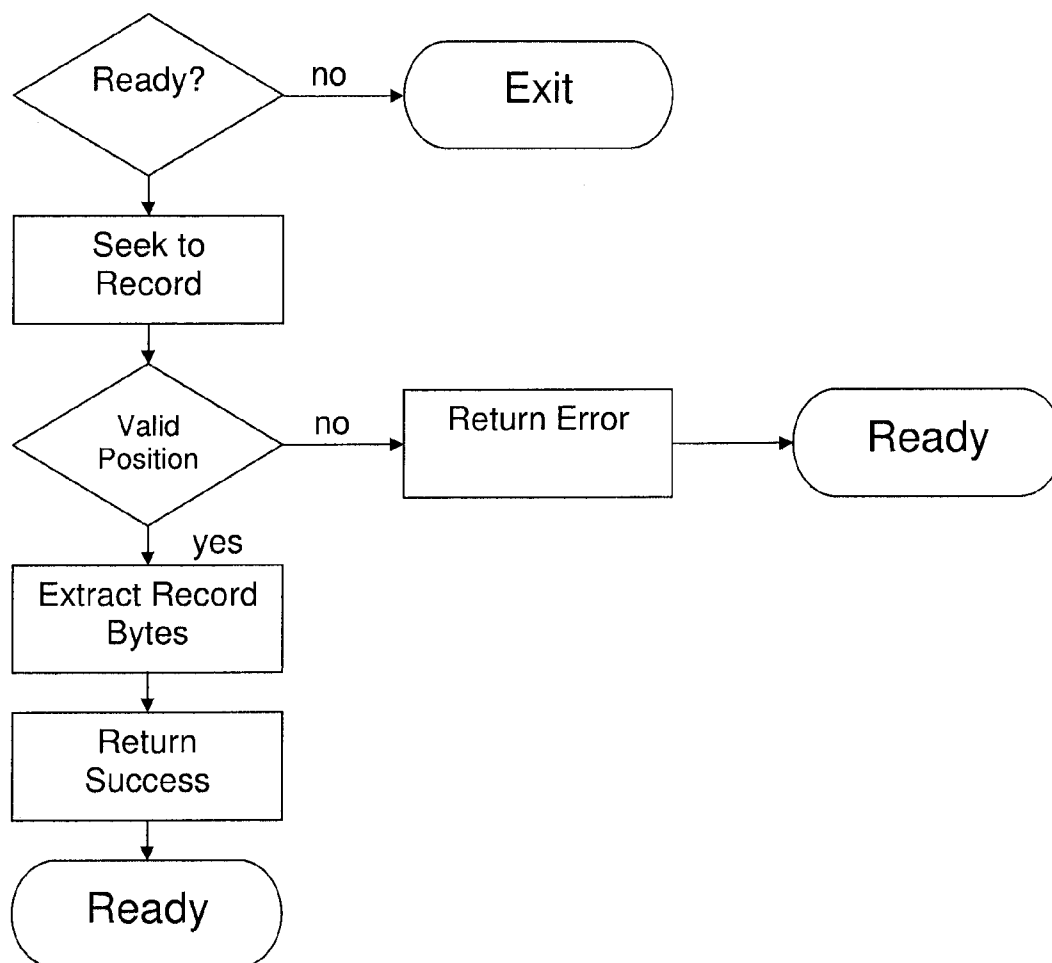 Ready?
no
Exit
Seek to
Record
Valid
Position
no
Return Error
Ready
yes
Extract Record
Bytes
Return
Success
Ready